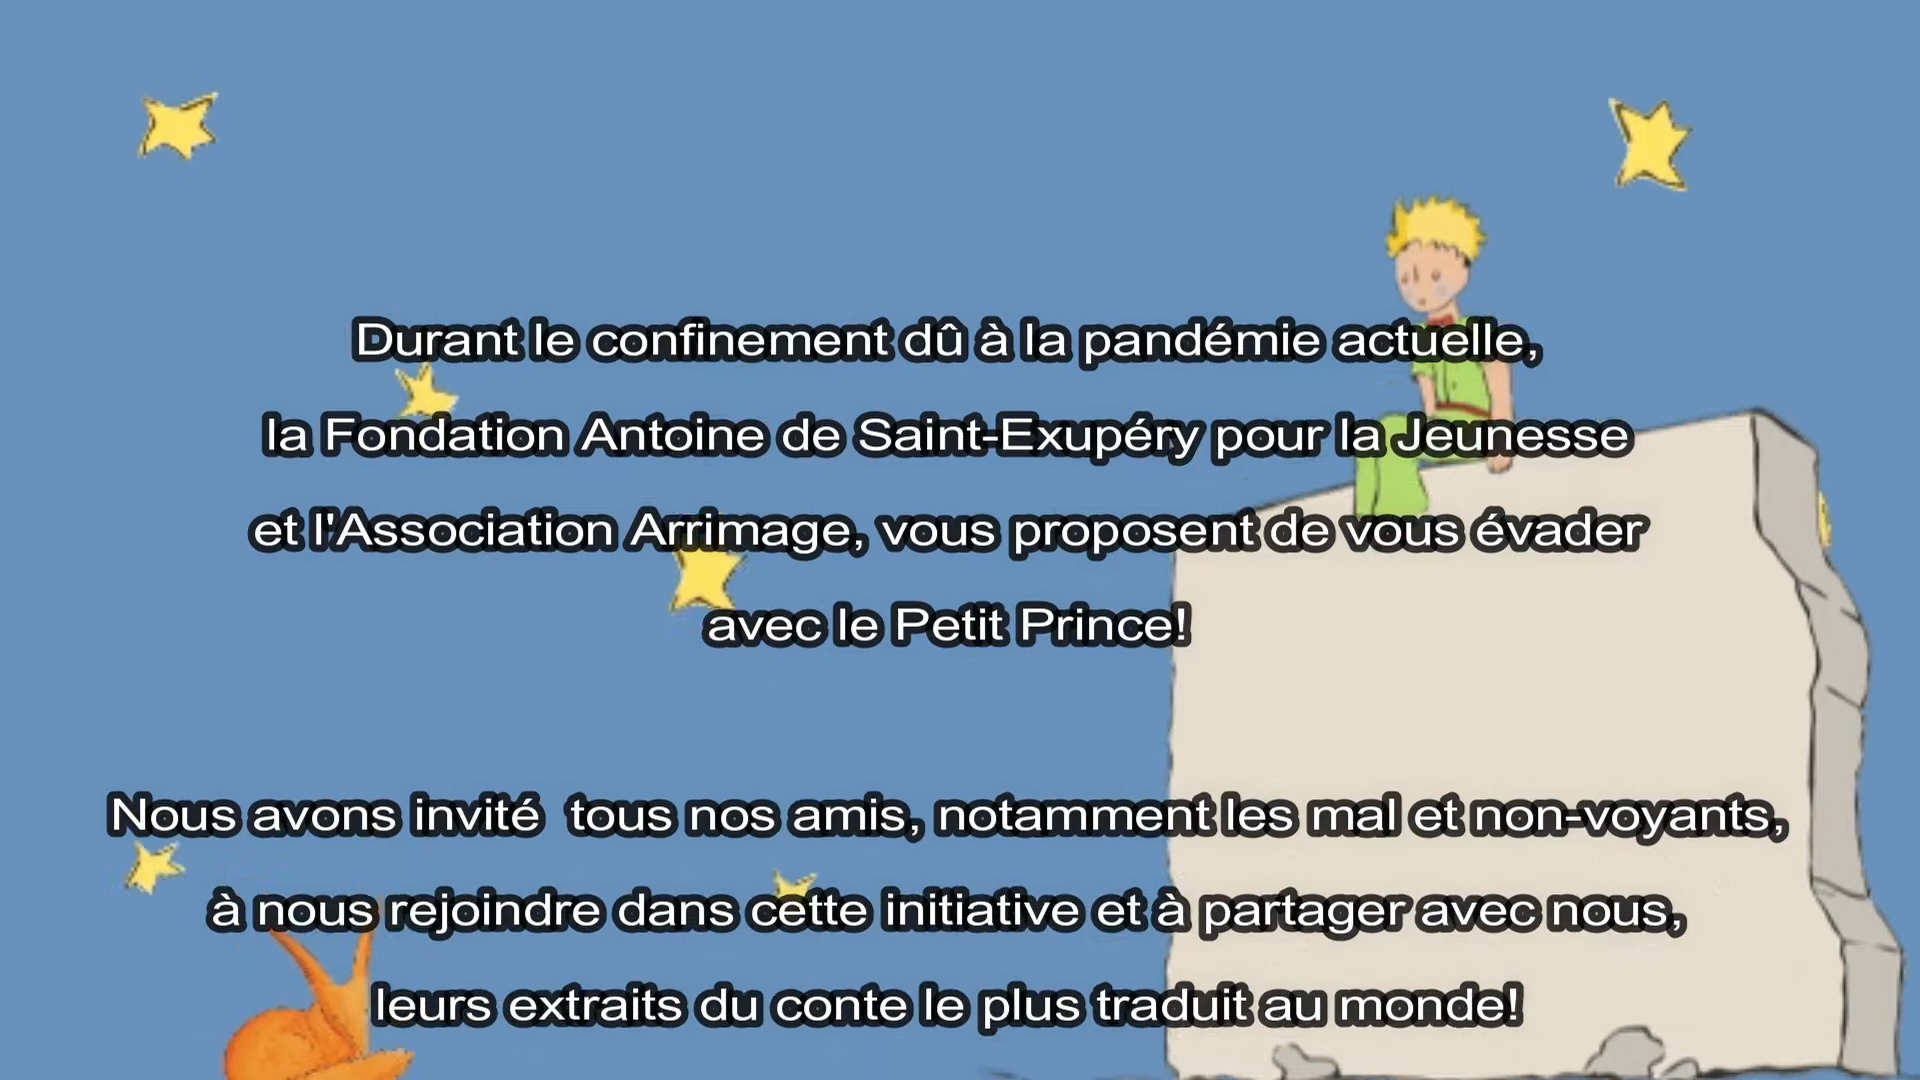 Durant le confinement dû à la pandémie actuelle,
la Fondation Antoine de Saint-Exupéry pour la Jeunesse
et l'Association Arrimage, vous proposent de vous évader
avec le Petit Prince!
Nous avons invité  tous nos amis, notamment les mal et non-voyants,
à nous rejoindre dans cette initiative et à partager avec nous,
leurs extraits du conte le plus traduit au monde!